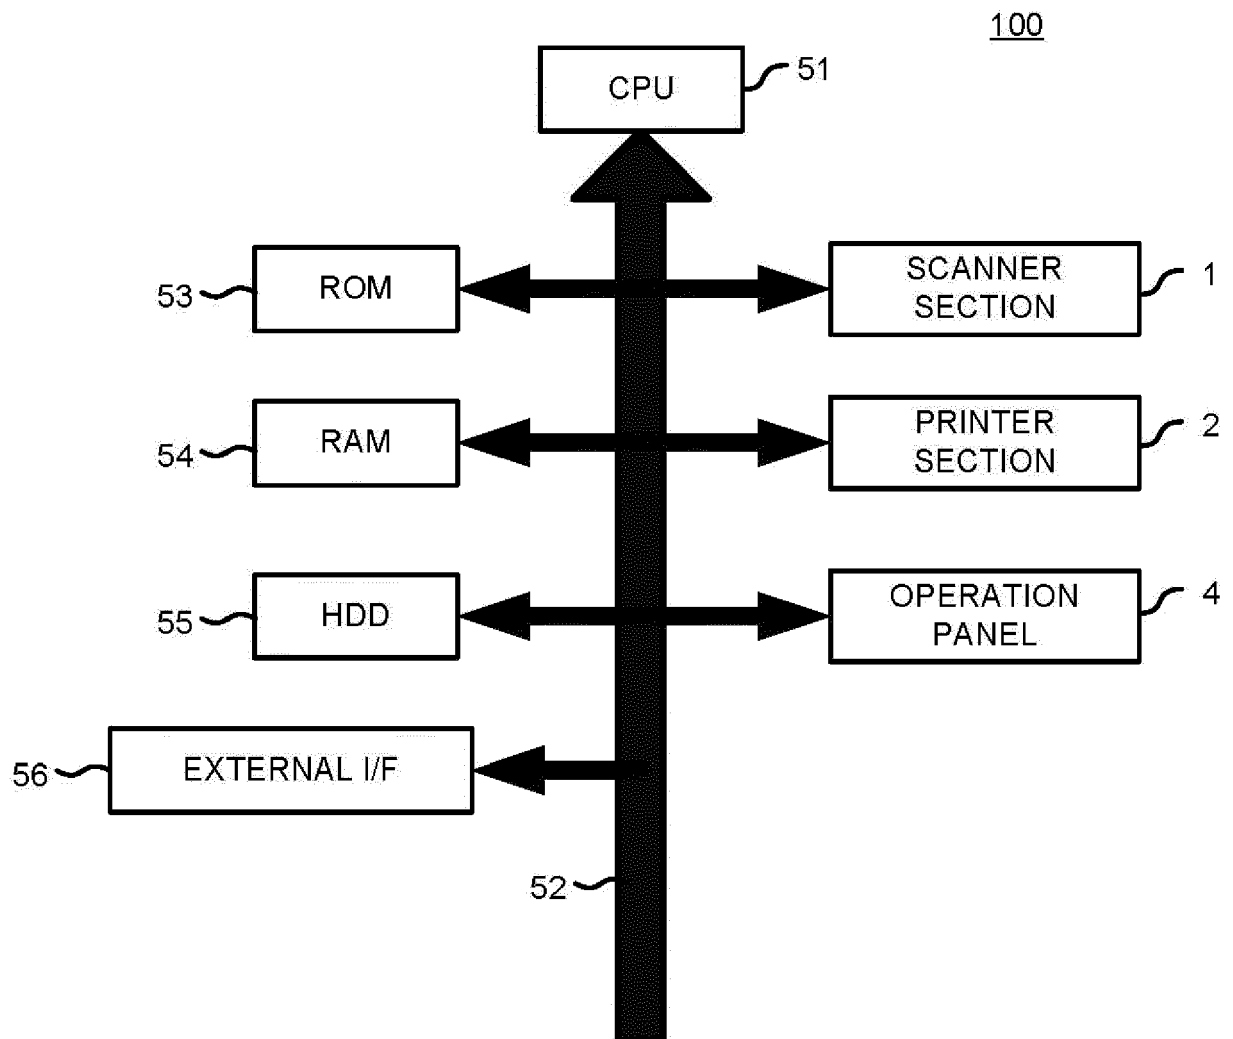 100
CPU
51
53
ROM
SCANNER
SECTION
1
54
RAM
PRINTER
SECTION
2
55
HDD
OPERATION
PANEL
4
56
EXTERNAL I/F
52